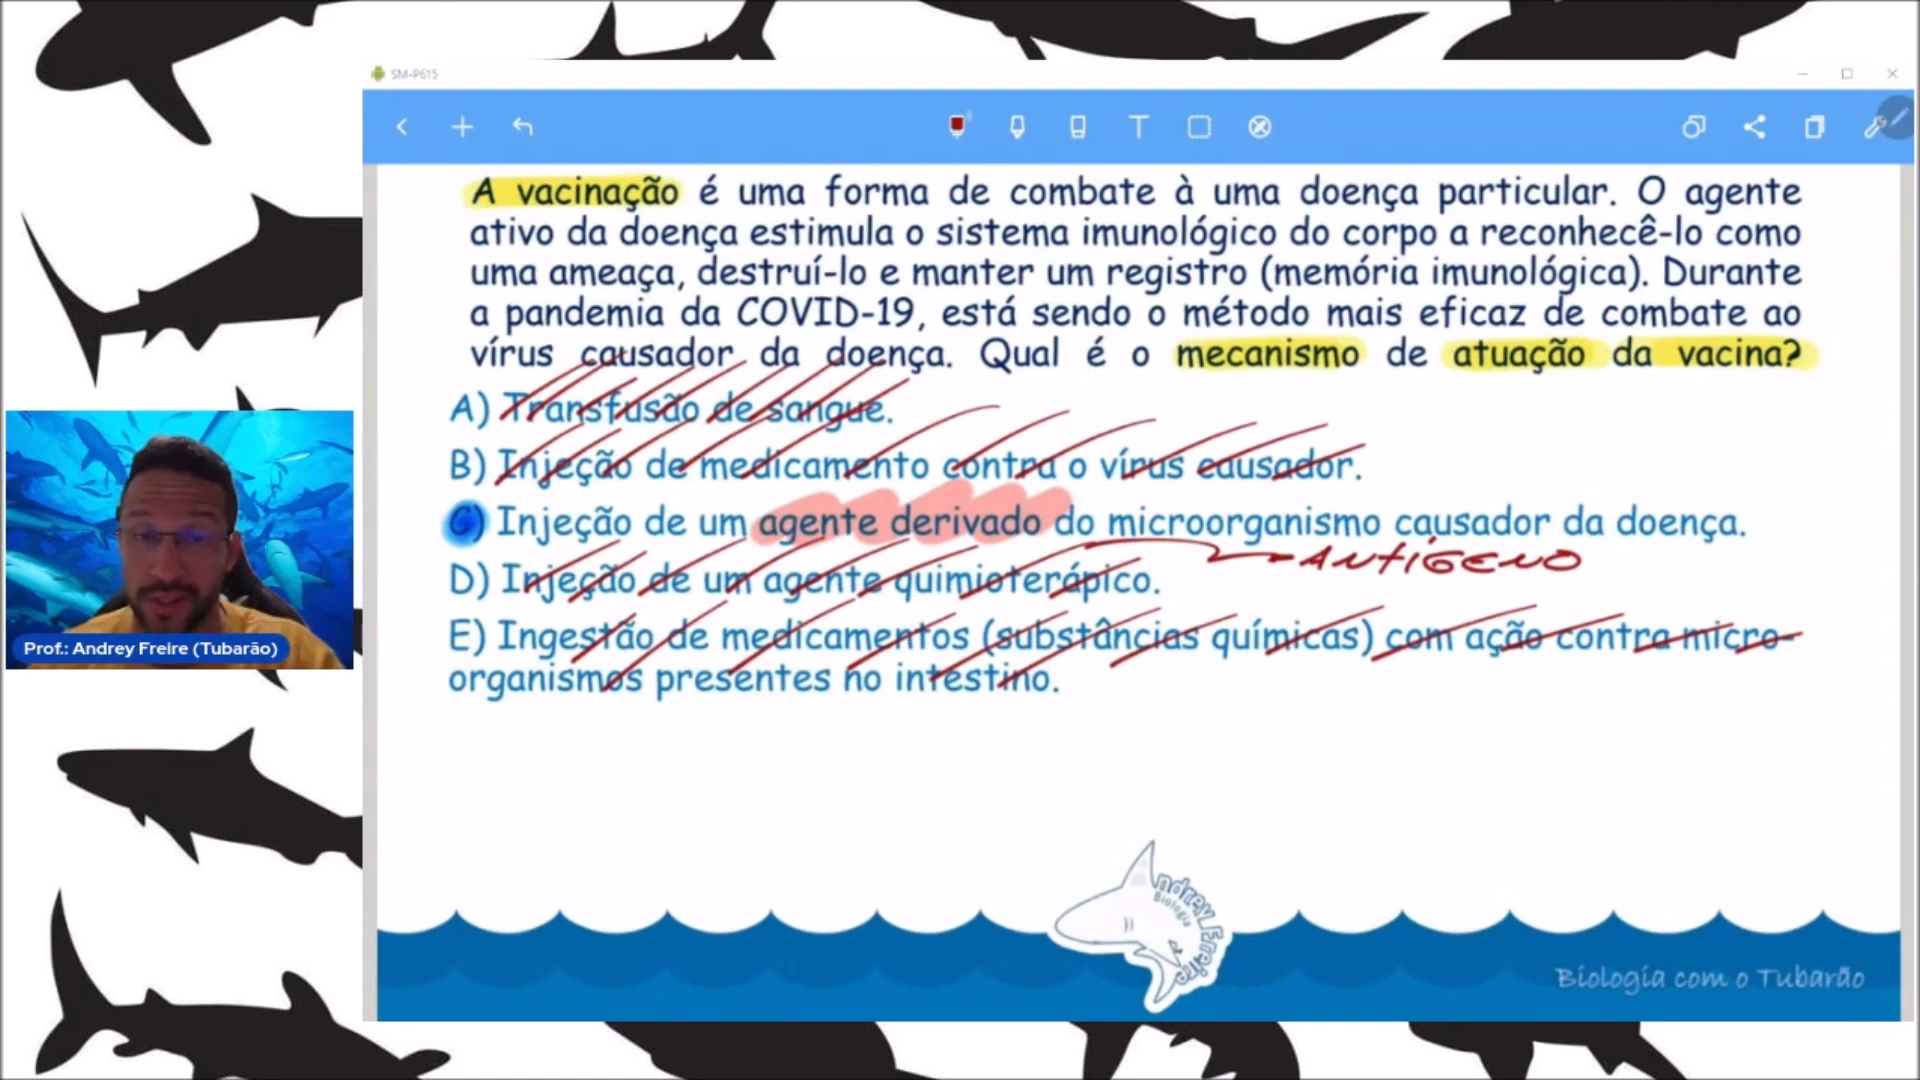 SM-P615
A vacinação é uma forma de combate à uma doença particular. O agente
ativo da doença estimula o sistema imunológico do corpo a reconhecê-lo como
uma ameaça, destruí-lo e manter um registro (memória imunológica). Durante
a pandemia da COVID-19, está sendo o método mais eficaz de combate ao
vírus causador da doença. Qual é o mecanismo de atuação da vacina?
A) Transfusão de sangue.
B) Injeção de medicamento contra o vírus causador.
C) Injeção de um agente derivado do microorganismo causador da doença.
ANTÍGENO
D) Injeção de um agente quimioterápico.
E) Ingestão de medicamentos (substâncias químicas) com ação contra micro-
organismos presentes no intestino.
Prof.: Andrey Freire (Tubarão)
Andrey Freire
Biologia
Biologia com o Tubarão